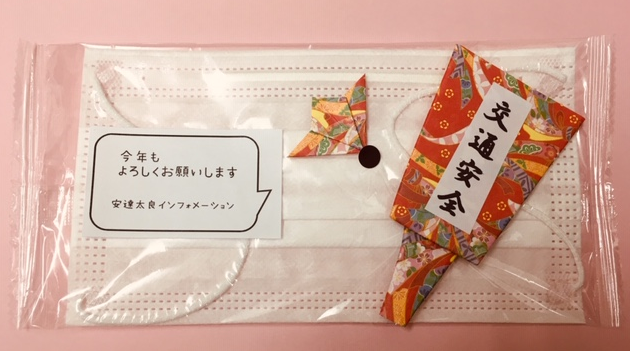 今年も
よろしくお願いします
安達太良インフォメーション
交通安全